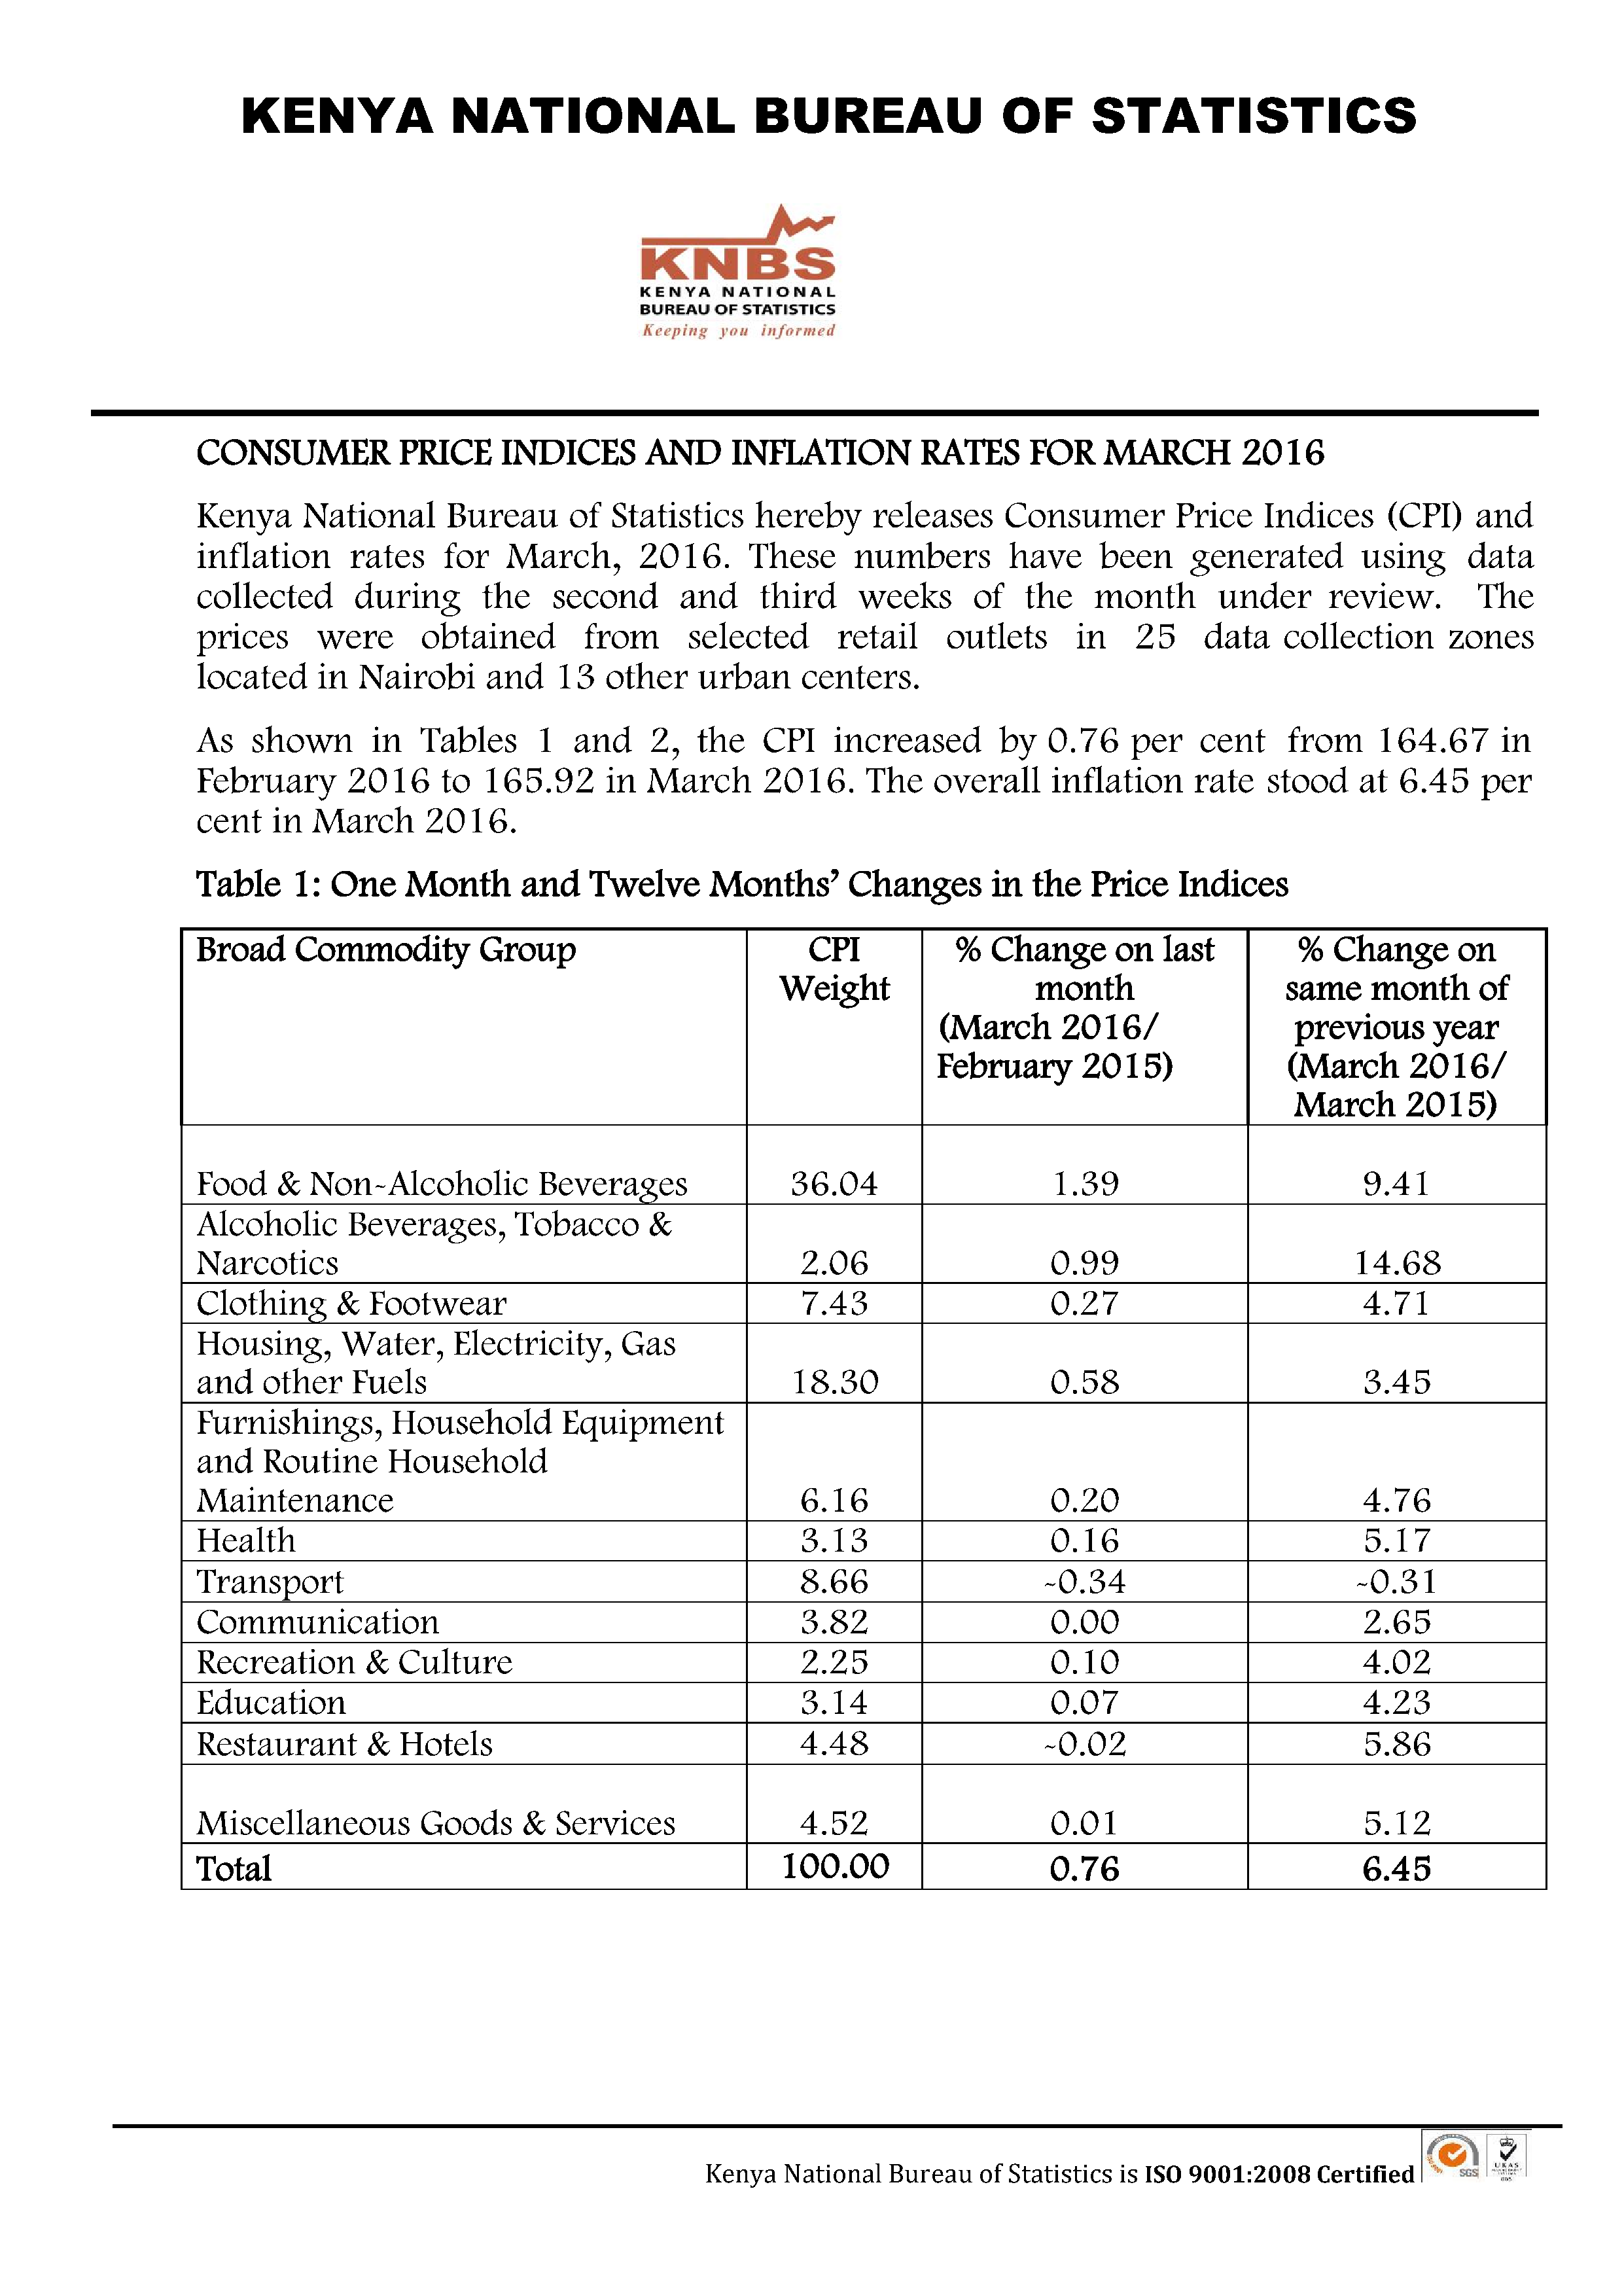 KENYA NATIONAL BUREAU OF STATISTICS
KNBS
KENYA NATIONAL
BUREAU OF STATISTICS
Keeping you informed
CONSUMER PRICE INDICES AND INFLATION RATES FOR MARCH 2016
Kenya National Bureau of Statistics hereby releases Consumer Price Indices (CPI) and
inflation rates for March, 2016. These numbers have been generated using data
collected during the second and third weeks of the month under review. The
prices were obtained from selected retail outlets in 25 data collection zones
located in Nairobi and 13 other urban centers.
As shown in Tables 1 and 2, the CPI increased by 0.76 per cent from 164.67 in
February 2016 to 165.92 in March 2016. The overall inflation rate stood at 6.45 per
cent in March 2016.
Table 1: One Month and Twelve Months’ Changes in the Price Indices
Broad Commodity Group CPI % Change on last % Change on
Weight month same month of
(March 2016/ previous year
February 2015) (March 2016/
March 2015)
Food & Non-Alcoholic Beverages 36.04 1.39 9.41
Alcoholic Beverages, Tobacco &
Narcotics 2.06 0.99 14.68
Clothing & Footwear 7.43 0.27 4.71
Housing, Water, Electricity, Gas
and other Fuels 18.30 0.58 3.45
Furnishings, Household Equipment
and Routine Household
Maintenance 6.16 0.20 4.76
Health 3.13 0.16 5.17
Transport 8.66 -0.34 -0.31
Communication 3.82 0.00 2.65
Recreation & Culture 2.25 0.10 4.02
Education 3.14 0.07 4.23
Restaurant & Hotels 4.48 -0.02 5.86
Miscellaneous Goods & Services 4.52 0.01 5.12
Total 100.00 0.76 6.45
Kenya National Bureau of Statistics is ISO 9001:2008 Certified
SGS
UKAS